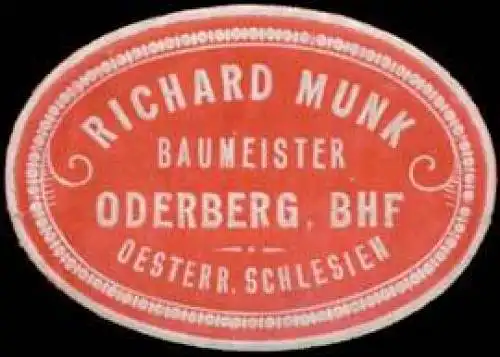 RICHARD MUNK
BAUMEISTER
ODERBERG, BHF
OESTERR. SCHLESIEN